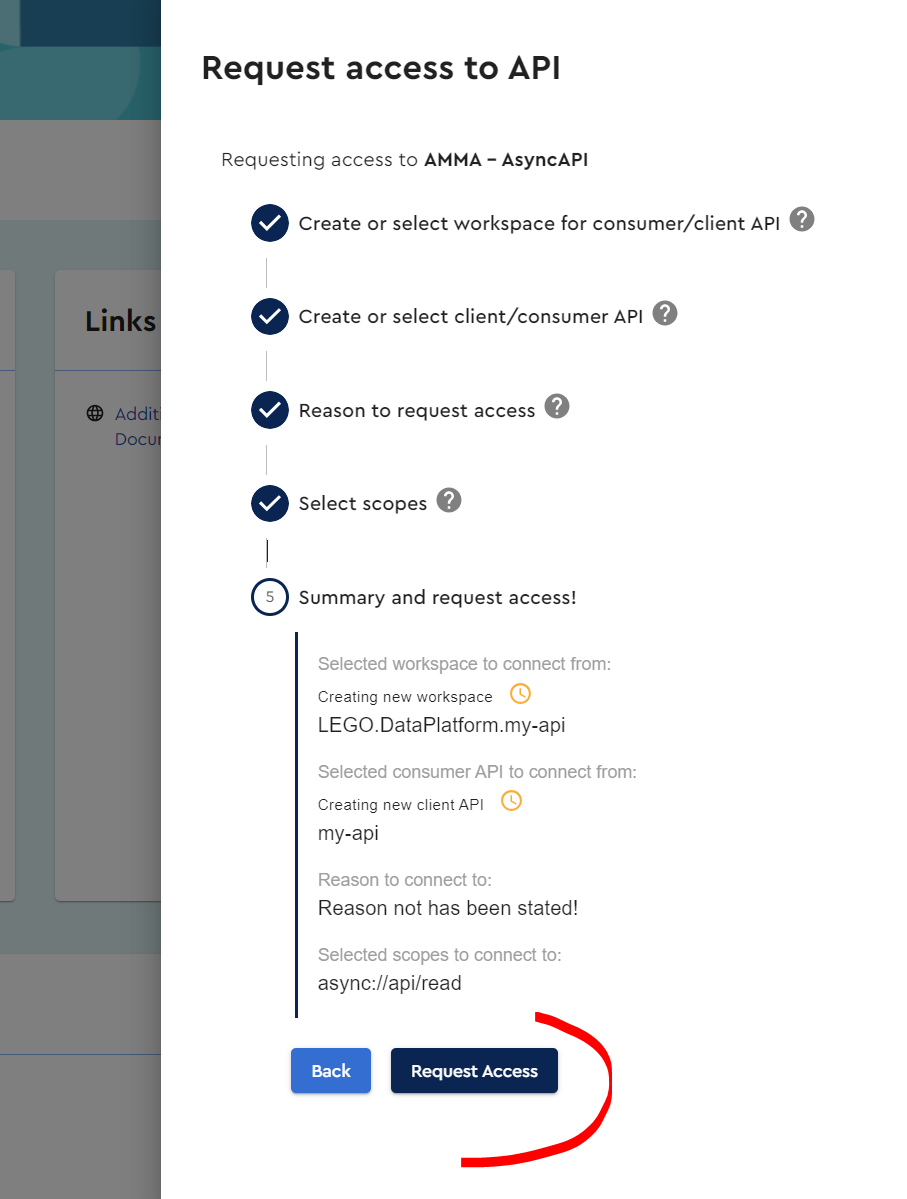 Request access to API
Requesting access to AMMA – AsyncAPI
Create or select workspace for consumer/client API ?
Create or select client/consumer API ?
Links
Reason to request access ?
Select scopes ?
5 Summary and request access!
Selected workspace to connect from:
Creating new workspace
LEGO.DataPlatform.my-api
Selected consumer API to connect from:
Creating new client API
my-api
Reason to connect to:
Reason not has been stated!
Selected scopes to connect to:
async://api/read
Back Request Access